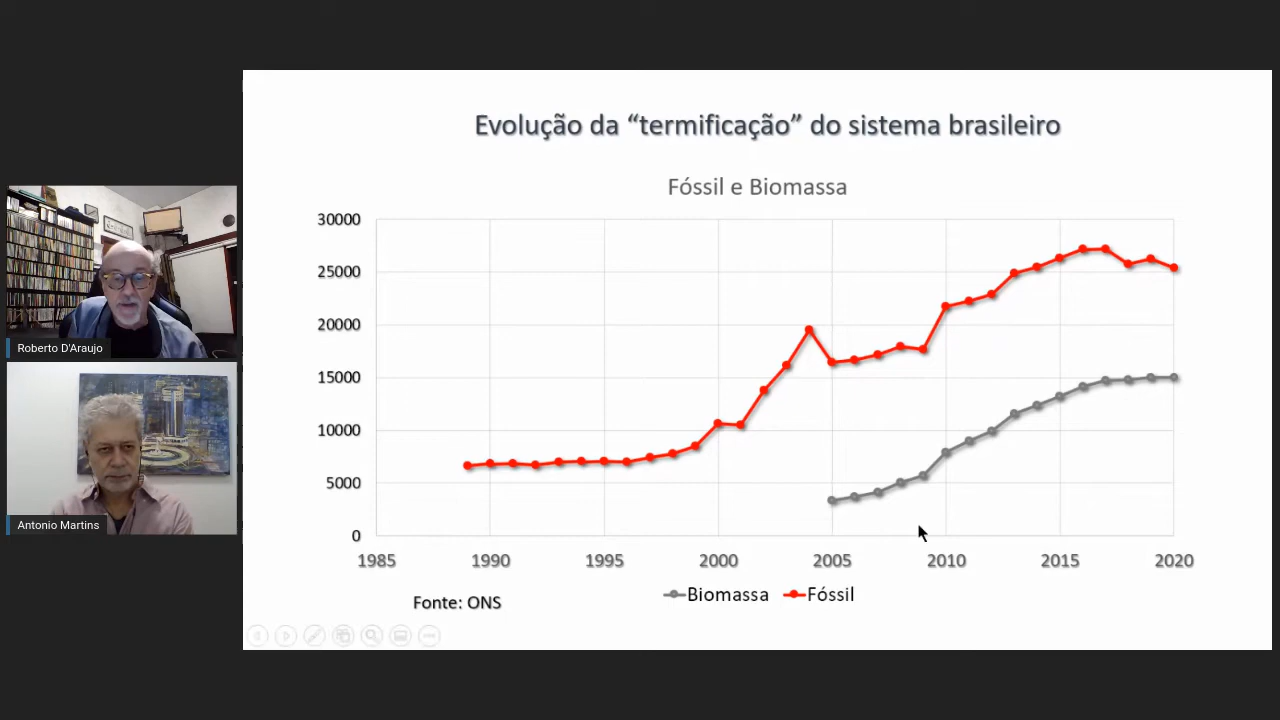 Evolução da “termificação” do sistema brasileiro
Fóssil e Biomassa
30000
25000
20000
15000
10000
5000
0
1985 1990 1995 2000 2005 2010 2015 2020
Biomassa Fóssil
Fonte: ONS
Roberto D'Araujo
Antonio Martins